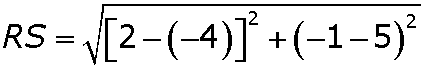 RS = √([2 − (−4)]² + (−1 − 5)²)